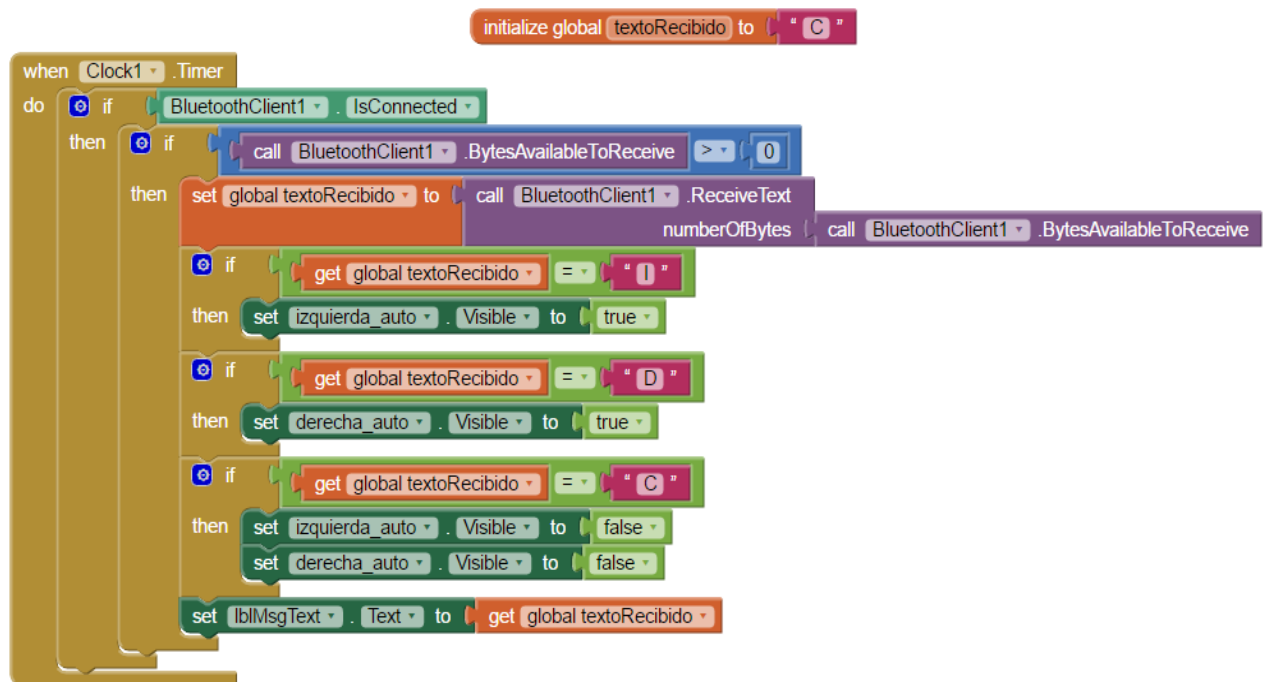 initialize global textoRecibido to " C "
when Clock1 .Timer
do if BluetoothClient1 . IsConnected
then if call BluetoothClient1 .BytesAvailableToReceive > 0
then set global textoRecibido to call BluetoothClient1 .ReceiveText
numberOfBytes call BluetoothClient1 .BytesAvailableToReceive
if get global textoRecibido = " I "
then set izquierda_auto . Visible to true
if get global textoRecibido = " D "
then set derecha_auto . Visible to true
if get global textoRecibido = " C "
then set izquierda_auto . Visible to false
set derecha_auto . Visible to false
set lblMsgText . Text to get global textoRecibido